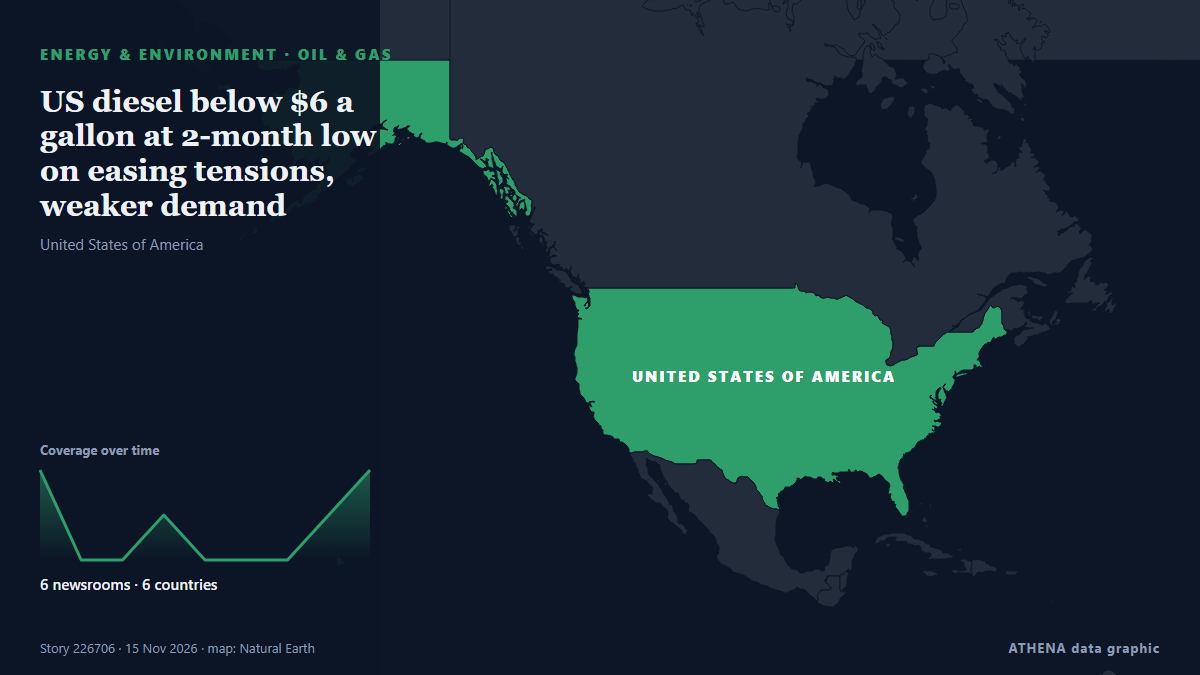 ENERGY & ENVIRONMENT · OIL & GAS
US diesel below $6 a
gallon at 2-month low
on easing tensions,
weaker demand
United States of America
UNITED STATES OF AMERICA
Coverage over time
6 newsrooms · 6 countries
Story 226706 · 15 Nov 2026 · map: Natural Earth
ATHENA data graphic